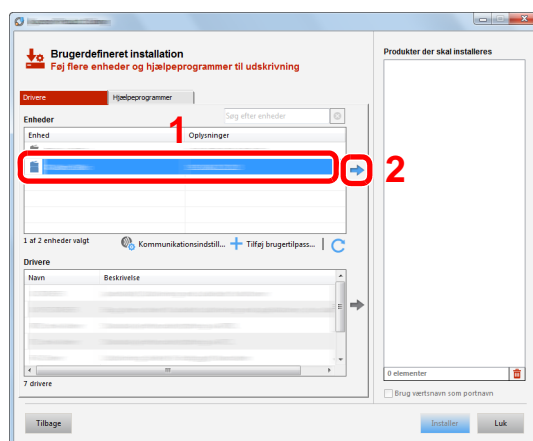 Brugerdefineret installation
Føj flere enheder og hjælpeprogrammer til udskrivning
Produkter der skal installeres
Drivere
Hjælpeprogrammer
Enheder
Søg efter enheder
1
Enhed
Oplysninger
2
1 af 2 enheder valgt
Kommunikationsindstill...
Tilføj brugertilpass...
Drivere
Navn
Beskrivelse
7 drivere
0 elementer
Brug værtsnavn som portnavn
Tilbage
Installer
Luk